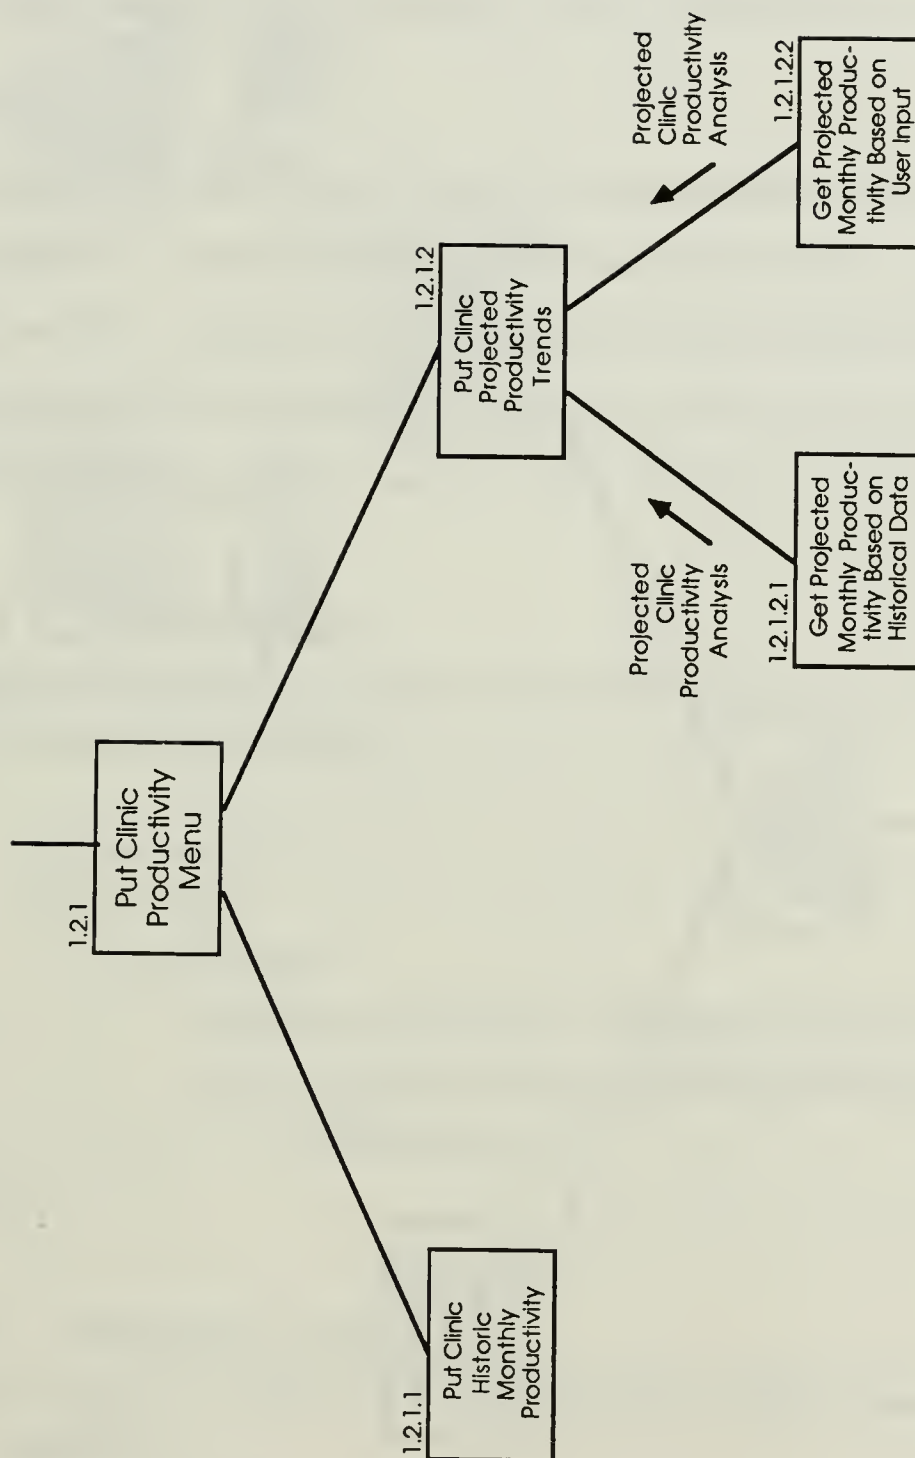 1.2.1
Put Clinic
Productivity
Menu
1.2.1.1
Put Clinic
Historic
Monthly
Productivity
1.2.1.2
Put Clinic
Projected
Productivity
Trends
Projected
Clinic
Productivity
Analysis
Projected
Clinic
Productivity
Analysis
1.2.1.2.1
Get Projected
Monthly Produc-
tivity Based on
Historical Data
1.2.1.2.2
Get Projected
Monthly Produc-
tivity Based on
User Input